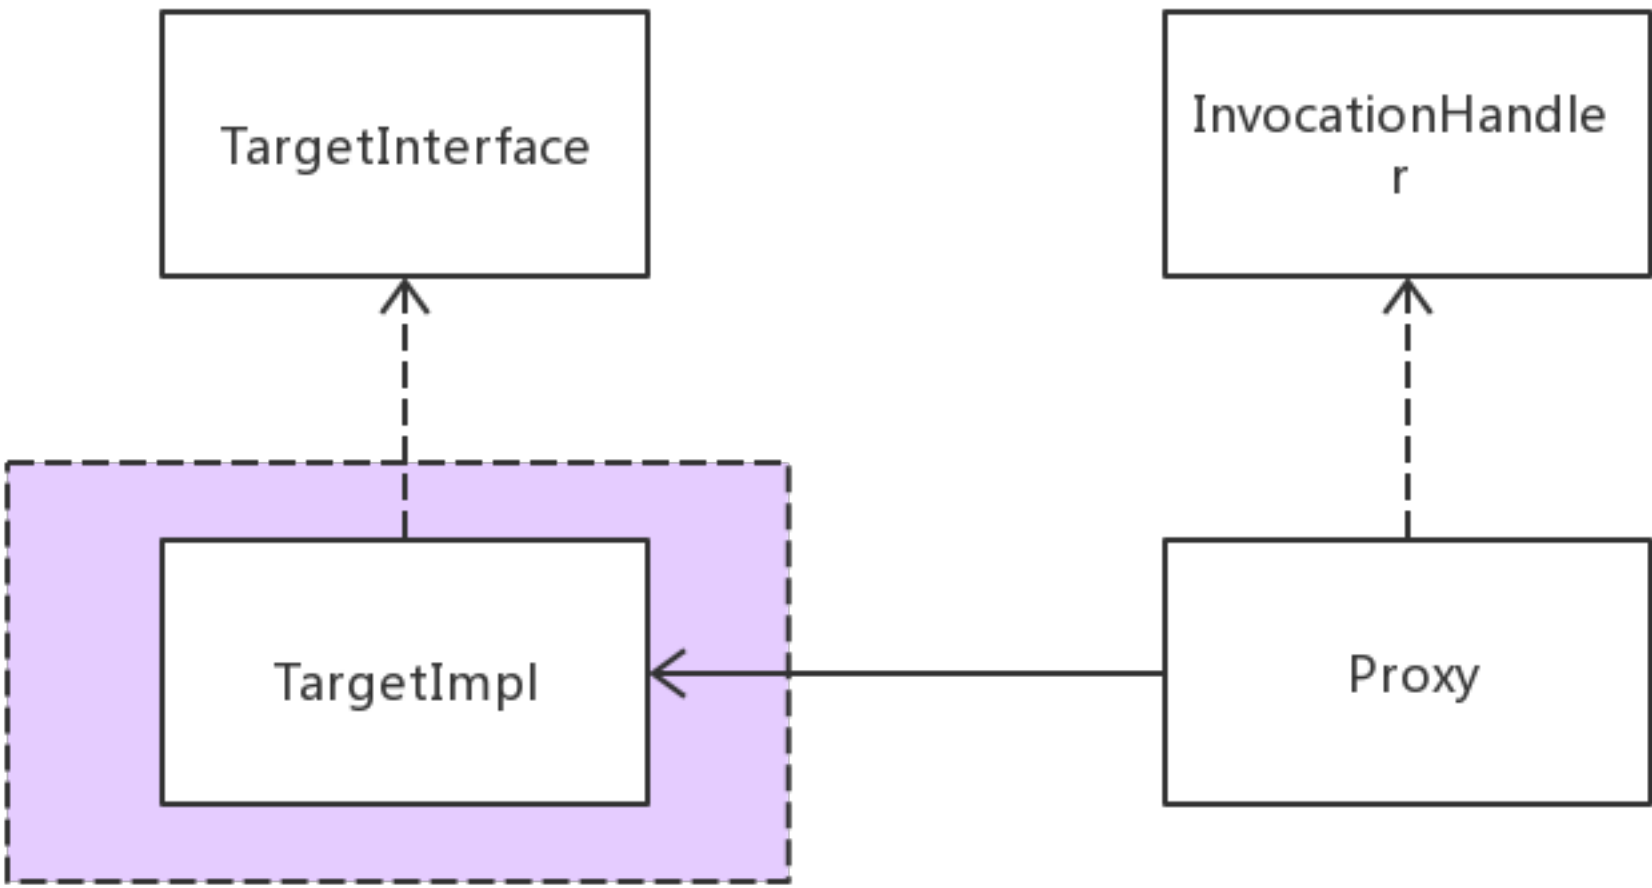 TargetInterface
InvocationHandle
r
TargetImpl
Proxy